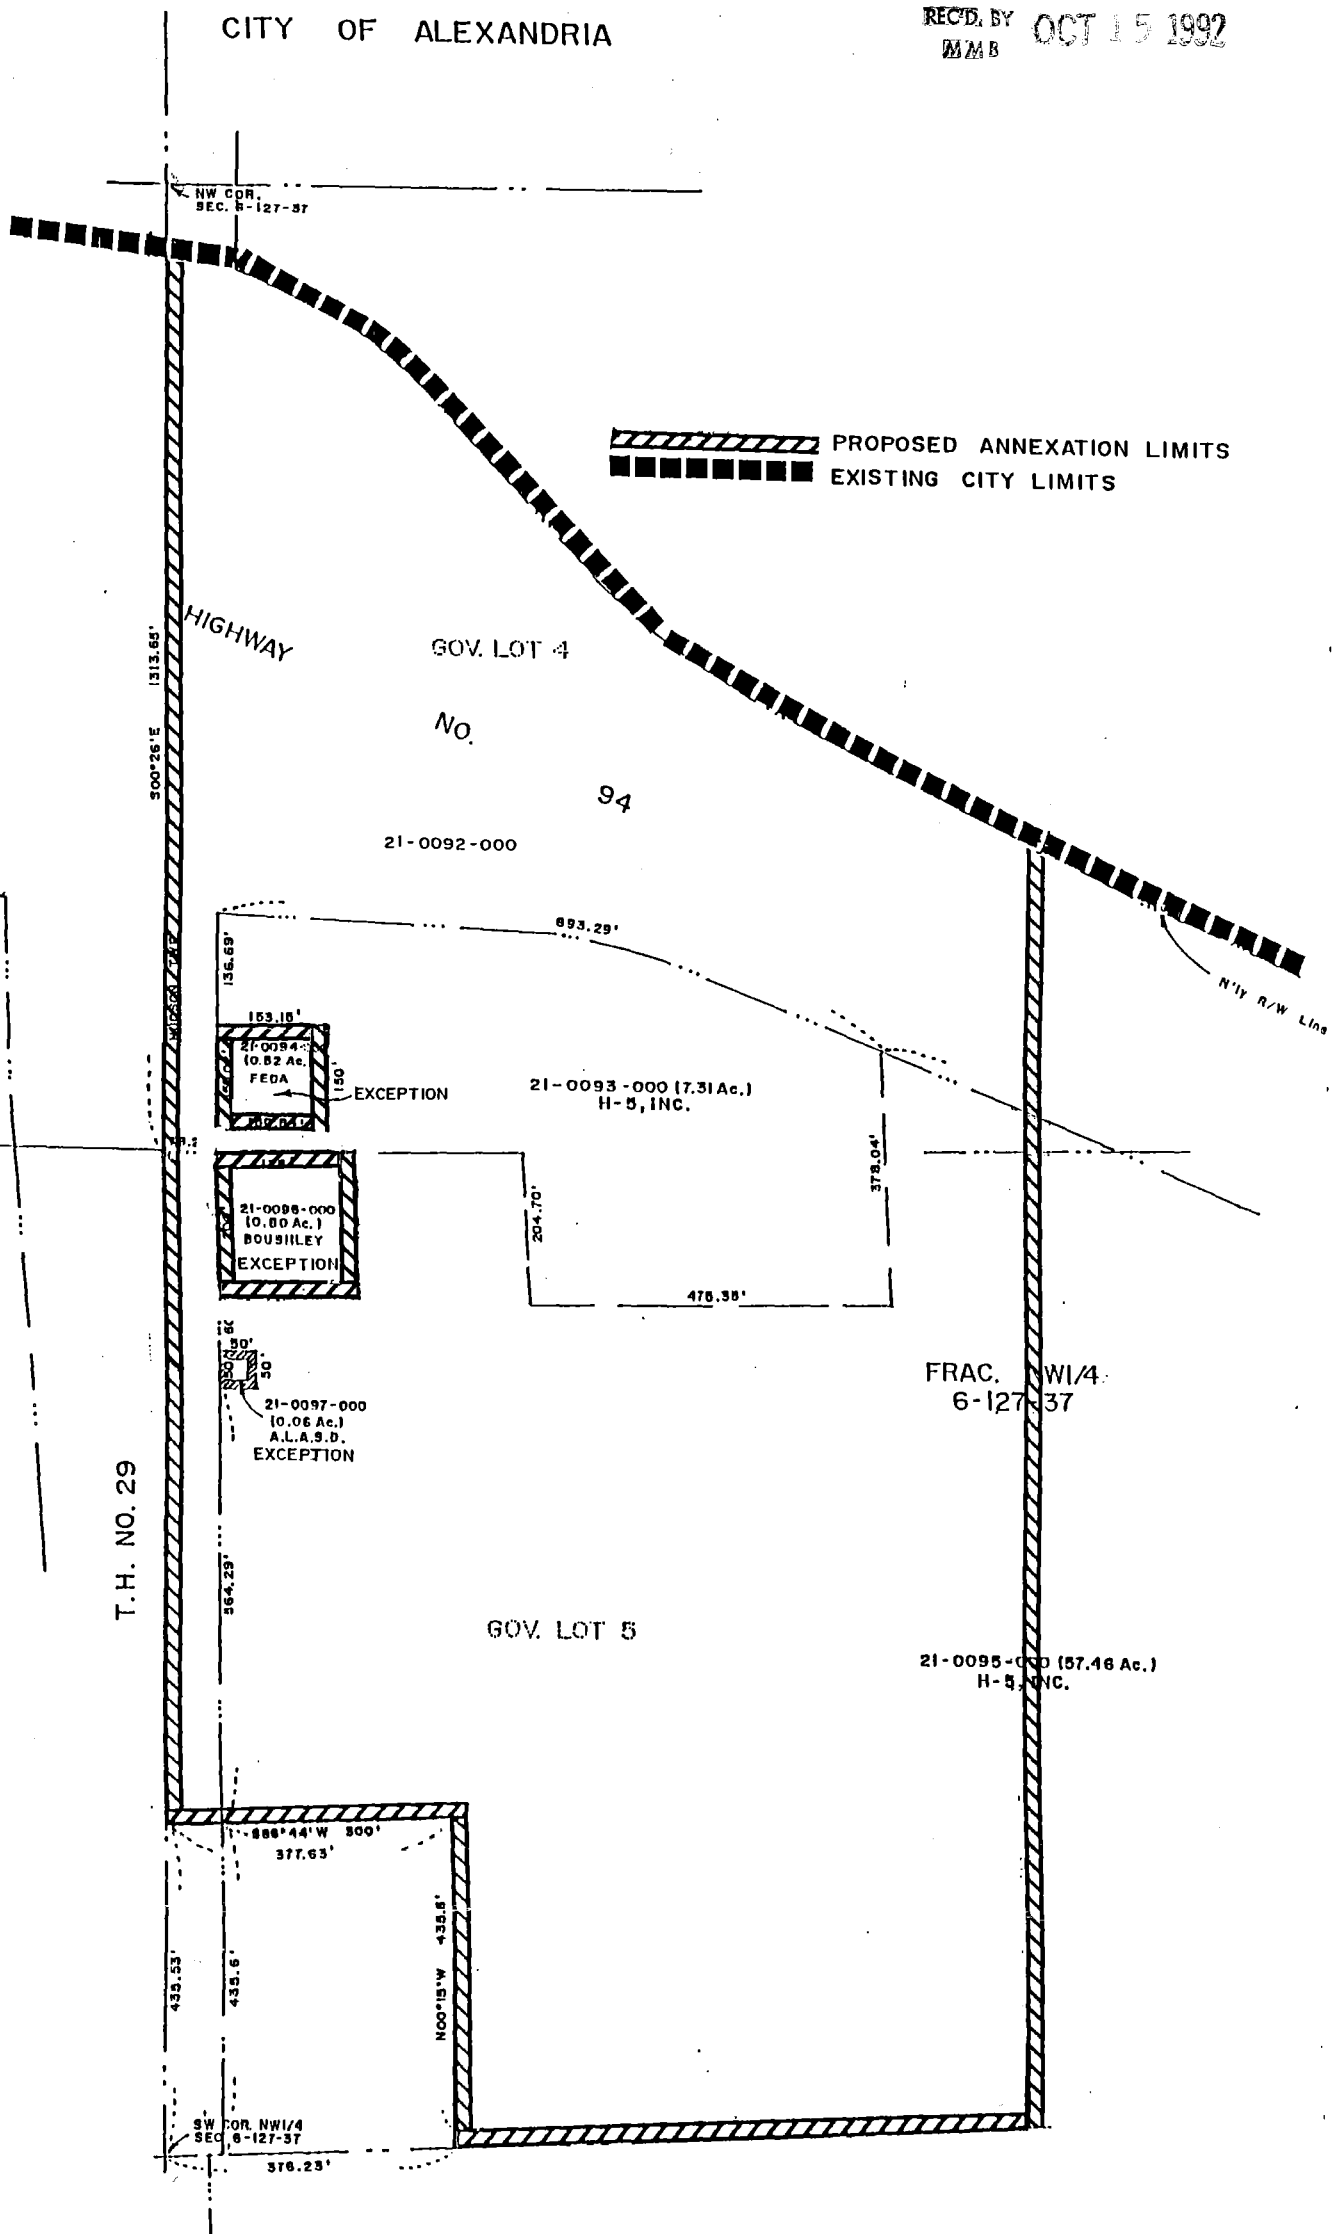 CITY OF ALEXANDRIA
REC'D. BY OCT 15 1992
MMB
NW COR.
SEC. 6-127-37
PROPOSED ANNEXATION LIMITS
EXISTING CITY LIMITS
HIGHWAY
NO.
94
GOV. LOT 4
S00°26'E 1313.65'
21-0092-000
893.29'
136.69'
HUDSON TWP
N'ly R/W Line
153.15'
21-0094-
(0.52 Ac.
FEDA
150'
EXCEPTION
21-0093-000 (7.31 Ac.)
H-5, INC.
378.04'
204.70'
21-0096-000
(0.80 Ac.)
BOUSHLEY
EXCEPTION
476.38'
50'
50'
50'
21-0097-000
(0.06 Ac.)
A.L.A.S.D.
EXCEPTION
FRAC. W1/4
6-127-37
T.H. NO. 29
564.29'
GOV. LOT 5
21-0095-000 (57.46 Ac.)
H-5, INC.
S88°44'W 300'
377.63'
435.53'
435.6'
N00°15'W 435.6'
SW COR. NW1/4
SEC 6-127-37
376.23'